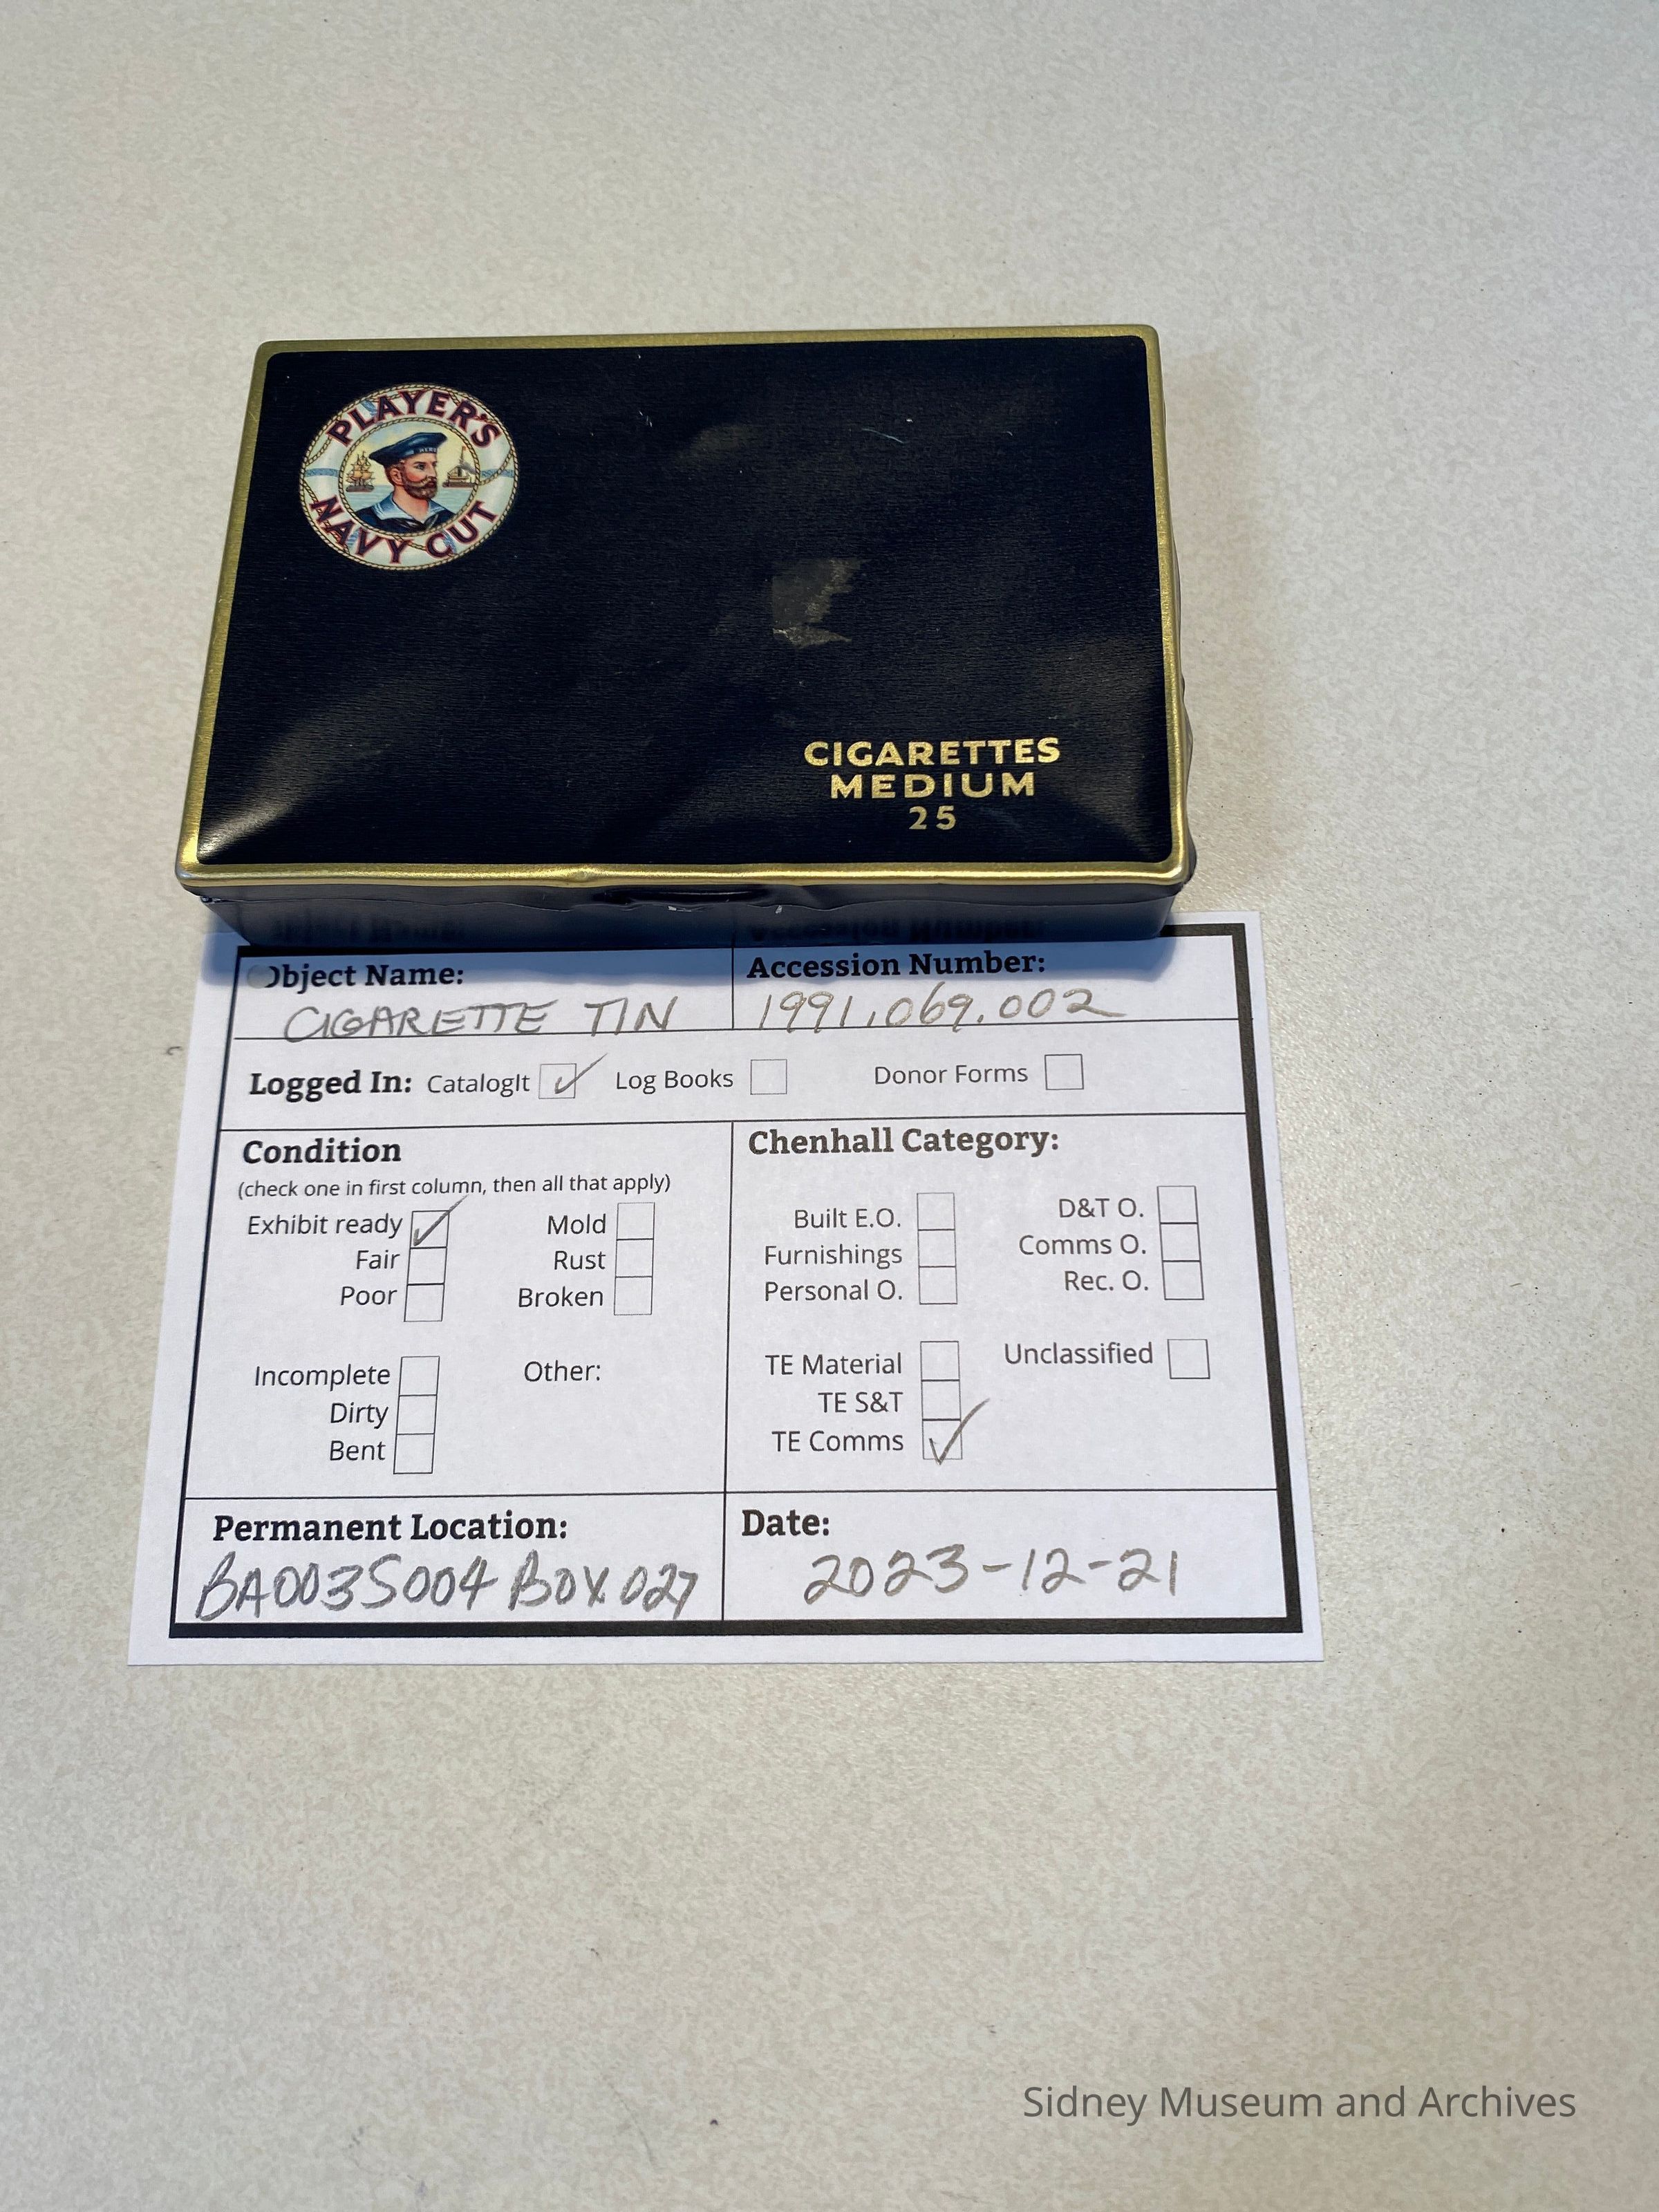 PLAYER'S
NAVY CUT
HERO
CIGARETTES
MEDIUM
25
Object Name: Accession Number:
CIGARETTE TIN 1991.069.002
Logged In: CatalogIt ✓ Log Books Donor Forms
Condition Chenhall Category:
(check one in first column, then all that apply)
Exhibit ready ✓ Mold Built E.O. D&T O.
Fair Rust Furnishings Comms O.
Poor Broken Personal O. Rec. O.
Incomplete Other: TE Material Unclassified
Dirty TE S&T
Bent TE Comms ✓
Permanent Location: Date:
BA003S004 BOX.027 2023-12-21
Sidney Museum and Archives